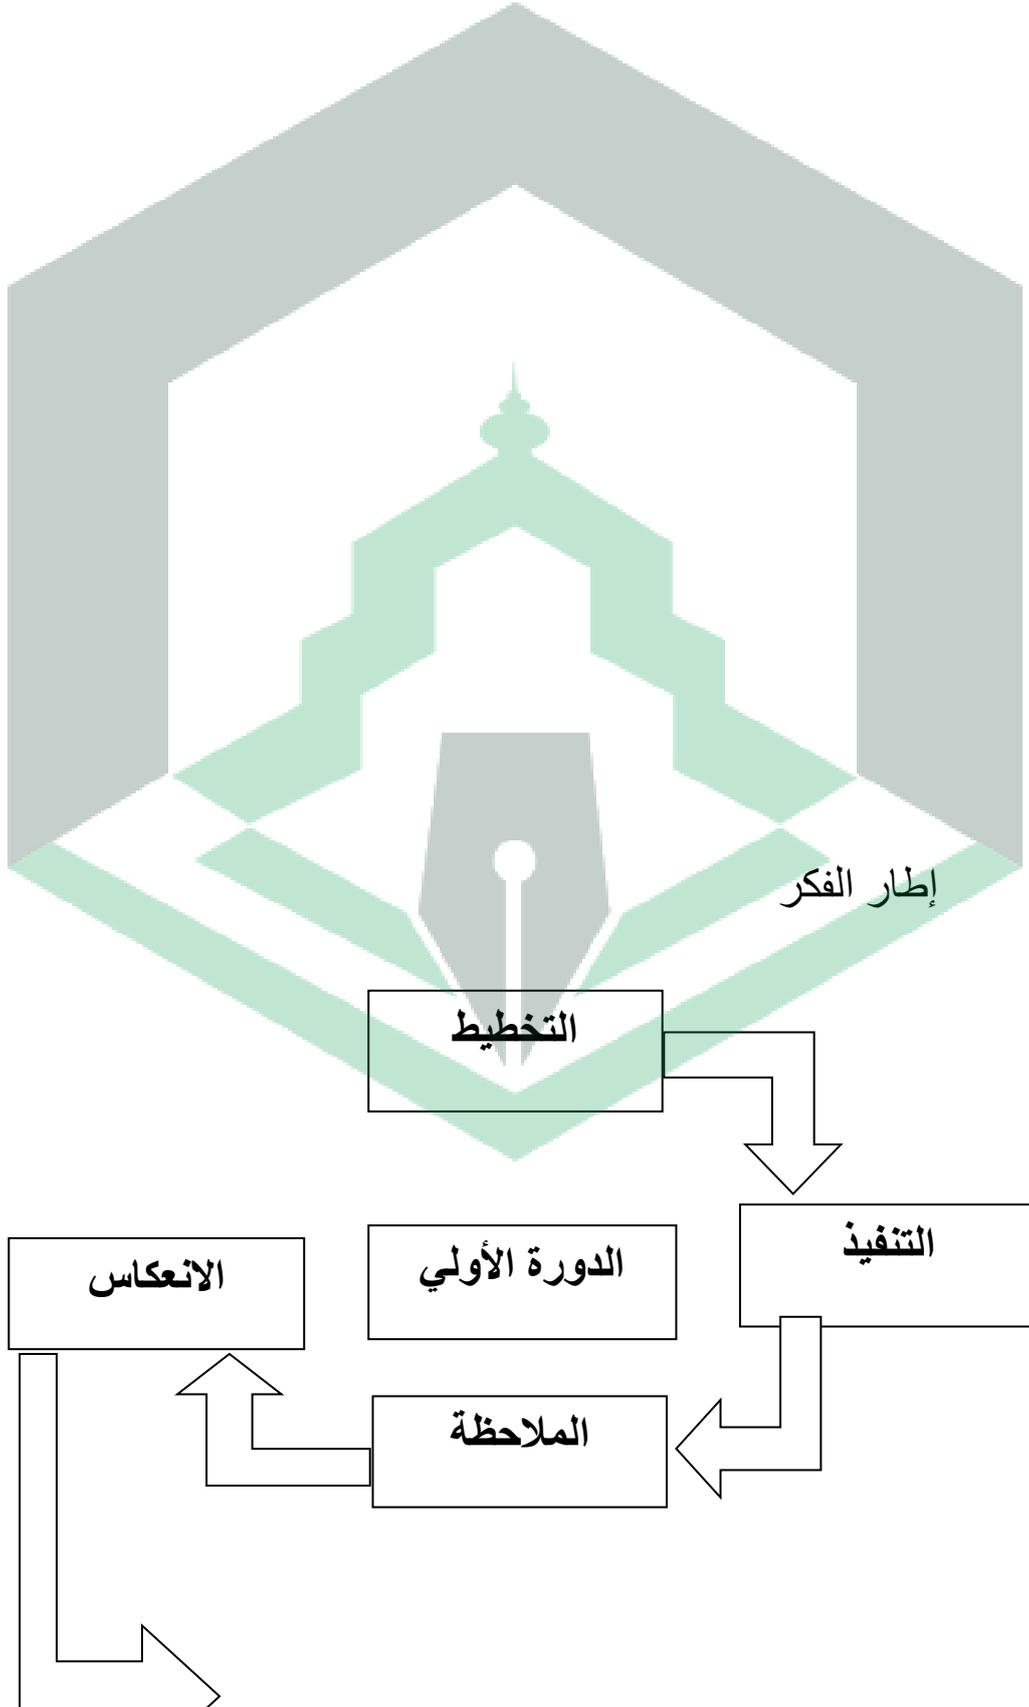 إطار الفكر
التخطيط
التنفيذ
الدورة الأولي
الانعكاس
الملاحظة